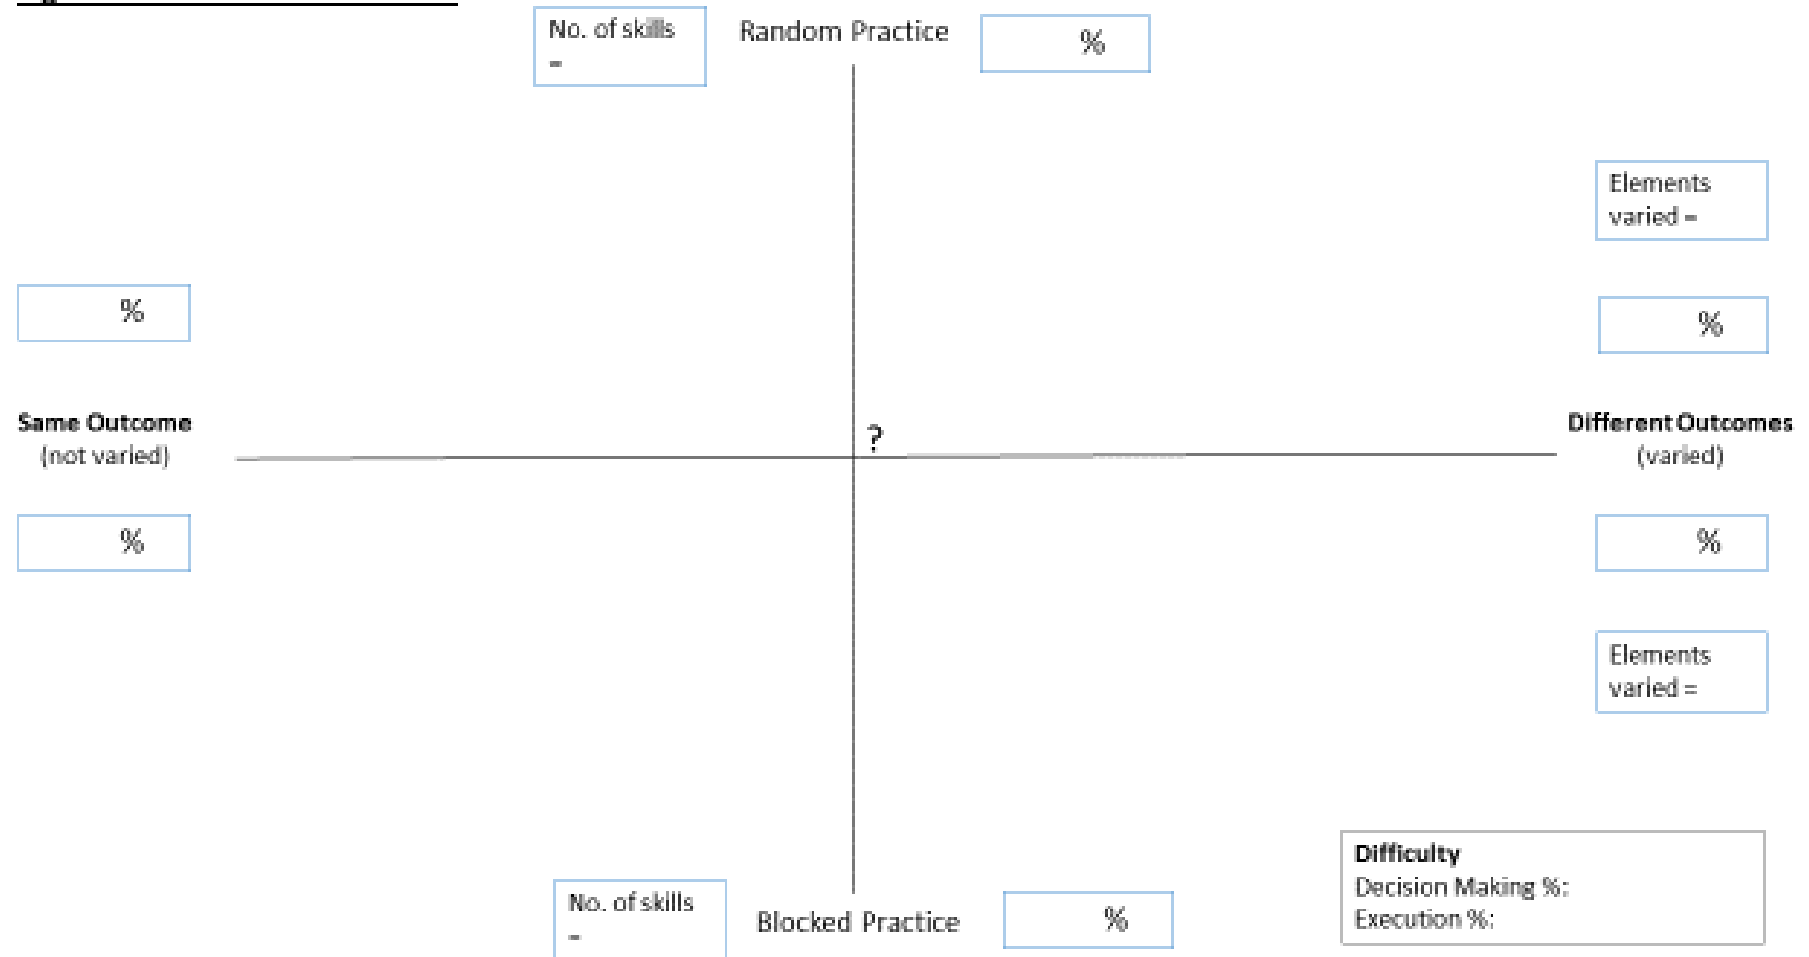 No. of skills
=
Random Practice
%
Elements
varied =
%
%
Same Outcome
(not varied)
?
Different Outcomes
(varied)
%
%
Elements
varied =
Difficulty
Decision Making %:
Execution %:
No. of skills
=
Blocked Practice
%